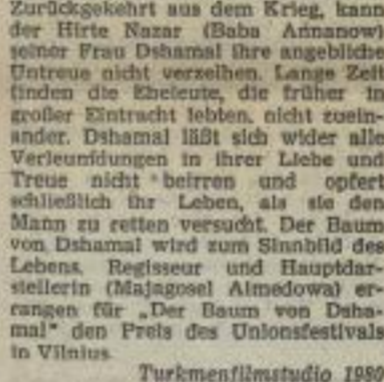 Zurückgekehrt aus dem Krieg, kann
der Hirte Nazar (Baba Annanow)
seiner Frau Dshamal ihre angebliche
Untreue nicht verzeihen. Lange Zeit
finden die Eheleute, die früher in
großer Eintracht lebten, nicht zuein-
ander. Dshamal läßt sich wider alle
Verleumdungen in ihrer Liebe und
Treue nicht beirren und opfert
schließlich ihr Leben, als sie den
Mann zu retten versucht. Der Baum
von Dshamal wird zum Sinnbild des
Lebens. Regisseur und Hauptdar-
stellerin (Majagosel Aimedowa) er-
rangen für „Der Baum von Dsha-
mal" den Preis des Unionsfestivals
in Vilnius.
Turkmenfilmstudio 1980